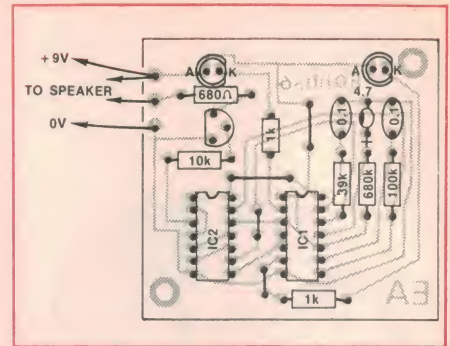 +9V
TO SPEAKER
0V
A K
A K
680Ω
4.7
+
0.1
0.1
1k
10k
39k
680k
100k
IC2
IC1
1k
EA